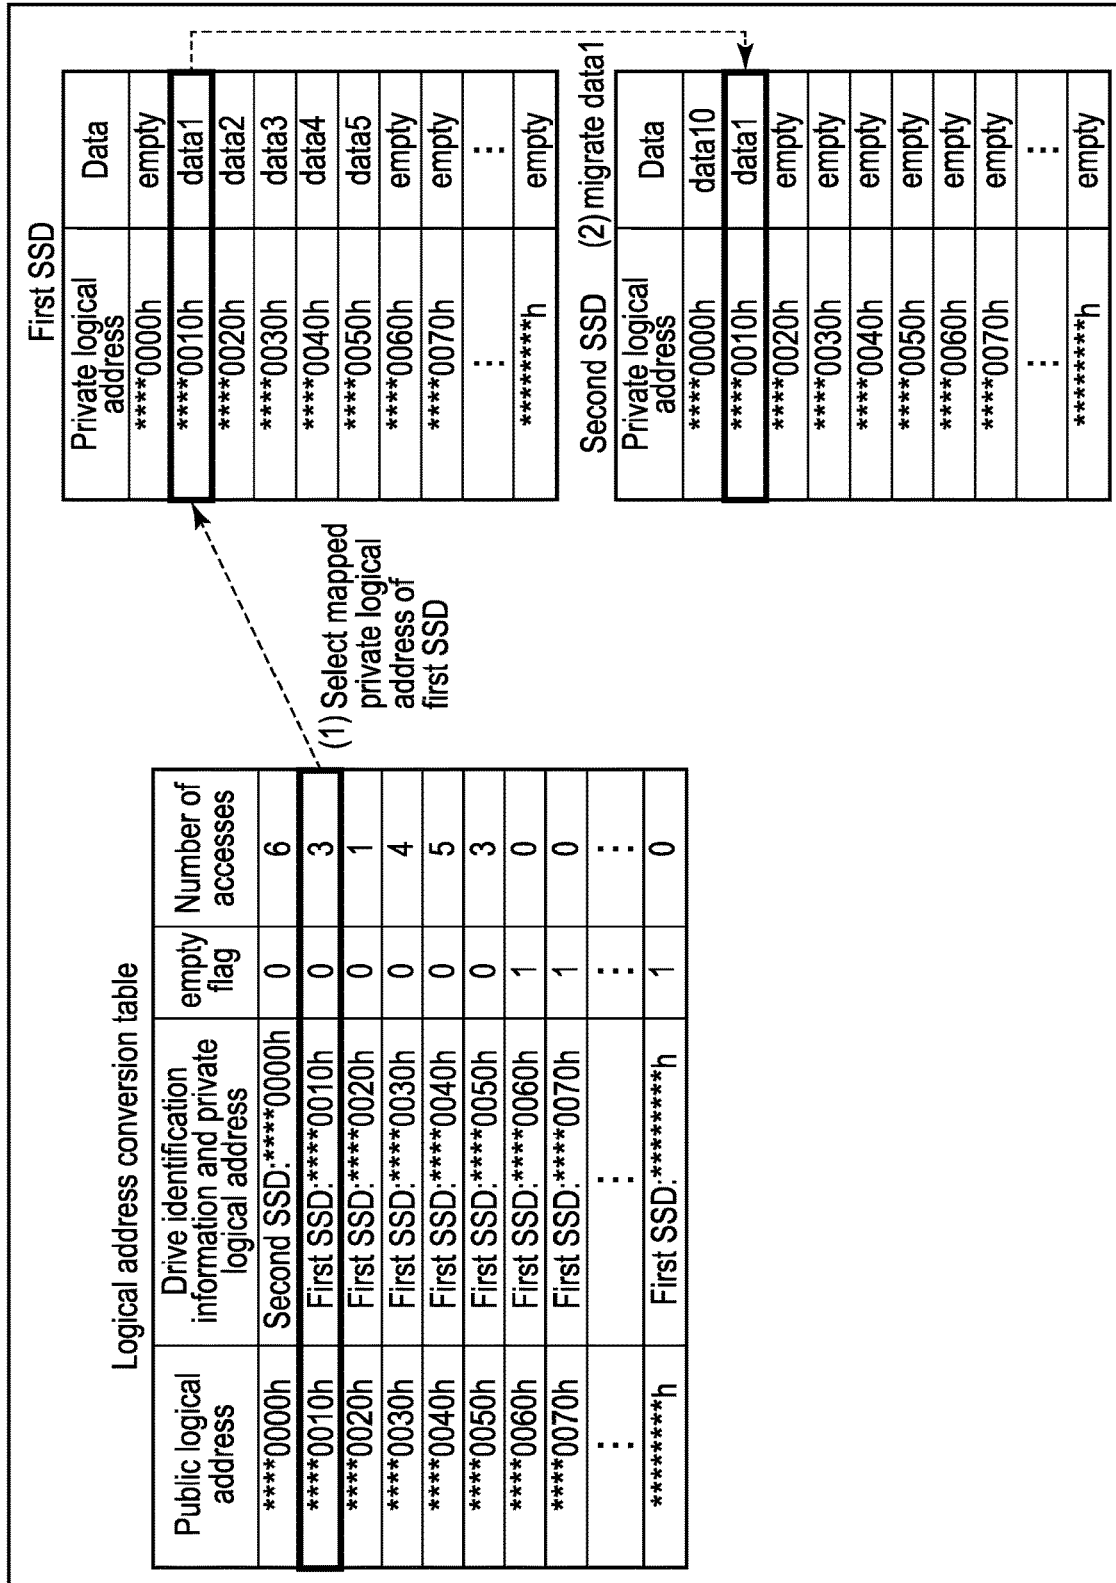 Logical address conversion table
Public logical address | Drive identification information and private logical address | empty flag | Number of accesses
****0000h | Second SSD:****0000h | 0 | 6
****0010h | First SSD:****0010h | 0 | 3
****0020h | First SSD:****0020h | 0 | 1
****0030h | First SSD:****0030h | 0 | 4
****0040h | First SSD:****0040h | 0 | 5
****0050h | First SSD:****0050h | 0 | 3
****0060h | First SSD:****0060h | 1 | 0
****0070h | First SSD:****0070h | 1 | 0
... | ... | ... | ...
********h | First SSD:********h | 1 | 0
(1) Select mapped
private logical
address of
first SSD
First SSD
Private logical address | Data
****0000h | empty
****0010h | data1
****0020h | data2
****0030h | data3
****0040h | data4
****0050h | data5
****0060h | empty
****0070h | empty
... | ...
********h | empty
Second SSD
(2) migrate data1
Private logical address | Data
****0000h | data10
****0010h | data1
****0020h | empty
****0030h | empty
****0040h | empty
****0050h | empty
****0060h | empty
****0070h | empty
... | ...
********h | empty